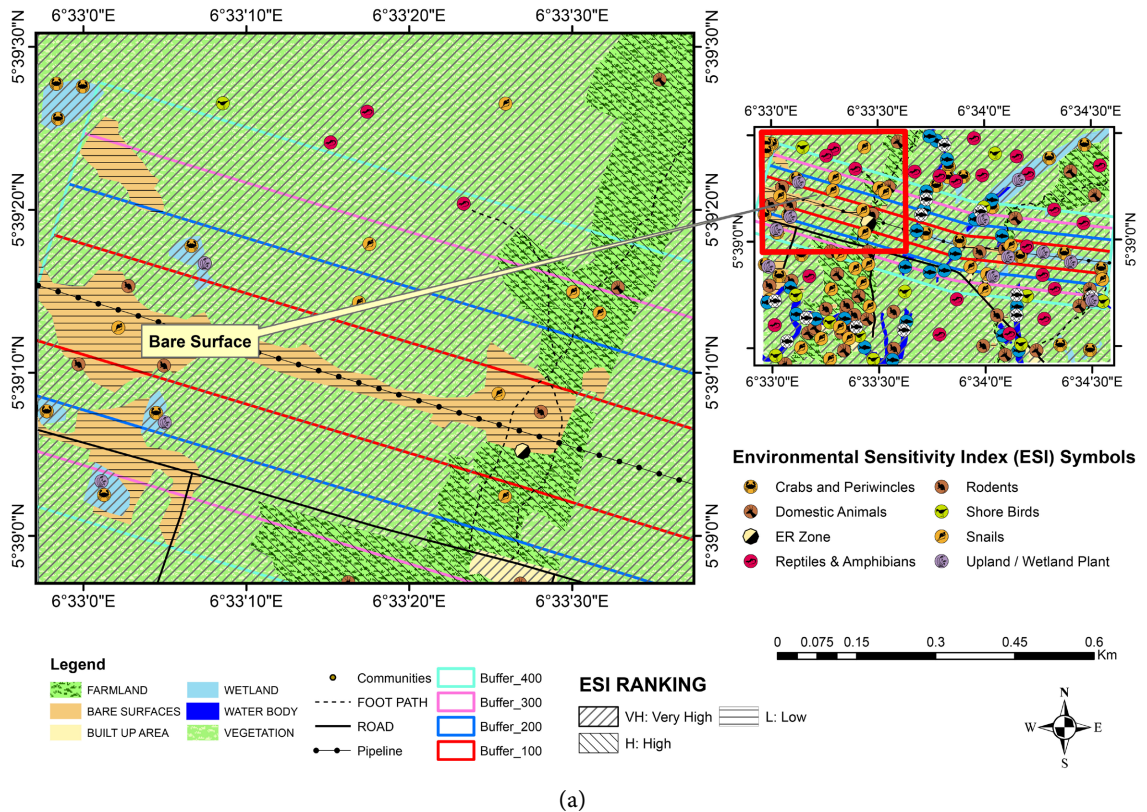 6°33'0"E 6°33'10"E 6°33'20"E 6°33'30"E
5°39'30"N 5°39'30"N
5°39'20"N 5°39'20"N
5°39'10"N 5°39'10"N
5°39'0"N 5°39'0"N
6°33'0"E 6°33'10"E 6°33'20"E 6°33'30"E
Bare Surface
6°33'0"E 6°33'30"E 6°34'0"E 6°34'30"E
5°39'0"N 5°39'0"N
6°33'0"E 6°33'30"E 6°34'0"E 6°34'30"E
Environmental Sensitivity Index (ESI) Symbols
Crabs and Periwincles Rodents
Domestic Animals Shore Birds
ER Zone Snails
Reptiles & Amphibians Upland / Wetland Plant
0 0.075 0.15 0.3 0.45 0.6
Km
Legend
FARMLAND WETLAND
BARE SURFACES WATER BODY
BUILT UP AREA VEGETATION
Communities
FOOT PATH
ROAD
Pipeline
Buffer_400
Buffer_300
Buffer_200
Buffer_100
ESI RANKING
VH: Very High L: Low
H: High
N
W E
S
(a)